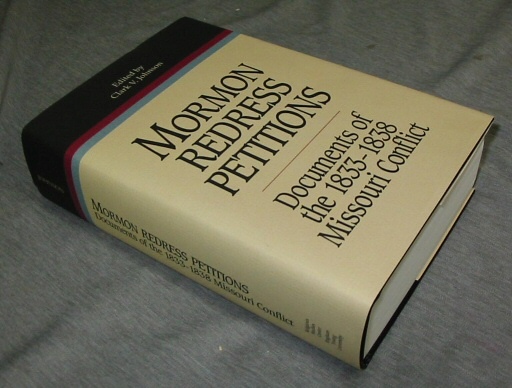 Edited by
Clark V. Johnson
MORMON
REDRESS
PETITIONS
Documents of
the 1833-1838
Missouri Conflict
JOHNSON
MORMON REDRESS PETITIONS
Documents of the 1833-1838 Missouri Conflict